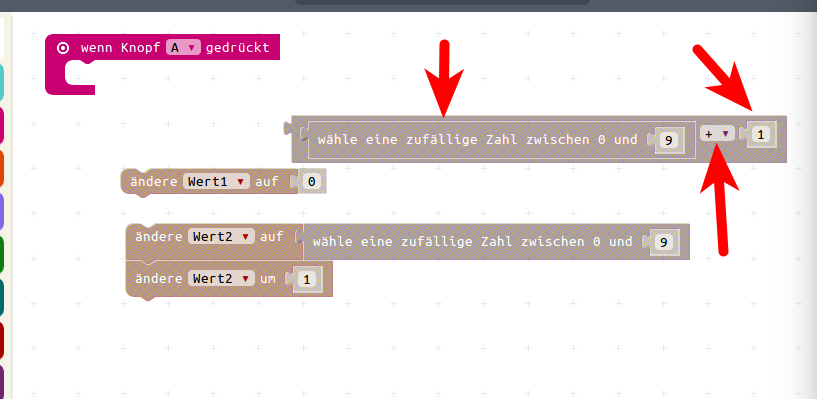 wenn Knopf A ▼ gedrückt
wähle eine zufällige Zahl zwischen 0 und 9 + ▼ 1
ändere Wert1 ▼ auf 0
ändere Wert2 ▼ auf wähle eine zufällige Zahl zwischen 0 und 9
ändere Wert2 ▼ um 1